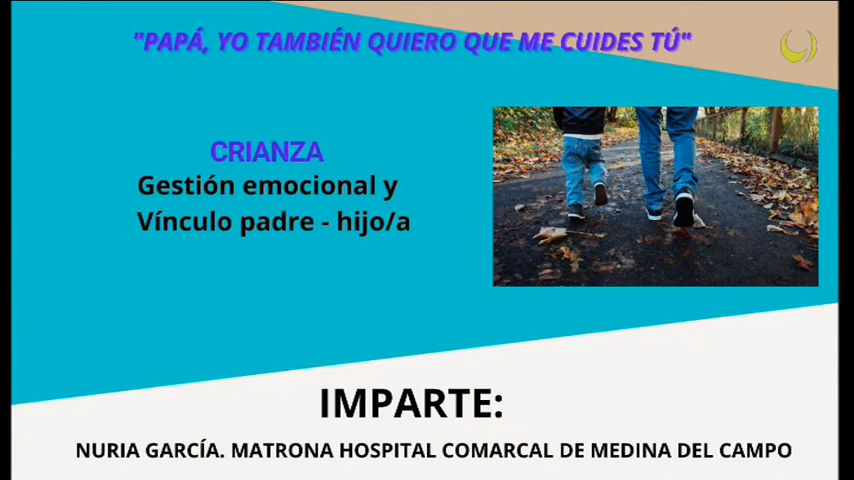 "PAPÁ, YO TAMBIÉN QUIERO QUE ME CUIDES TÚ"
CRIANZA
Gestión emocional y
Vínculo padre - hijo/a
IMPARTE:
NURIA GARCÍA. MATRONA HOSPITAL COMARCAL DE MEDINA DEL CAMPO